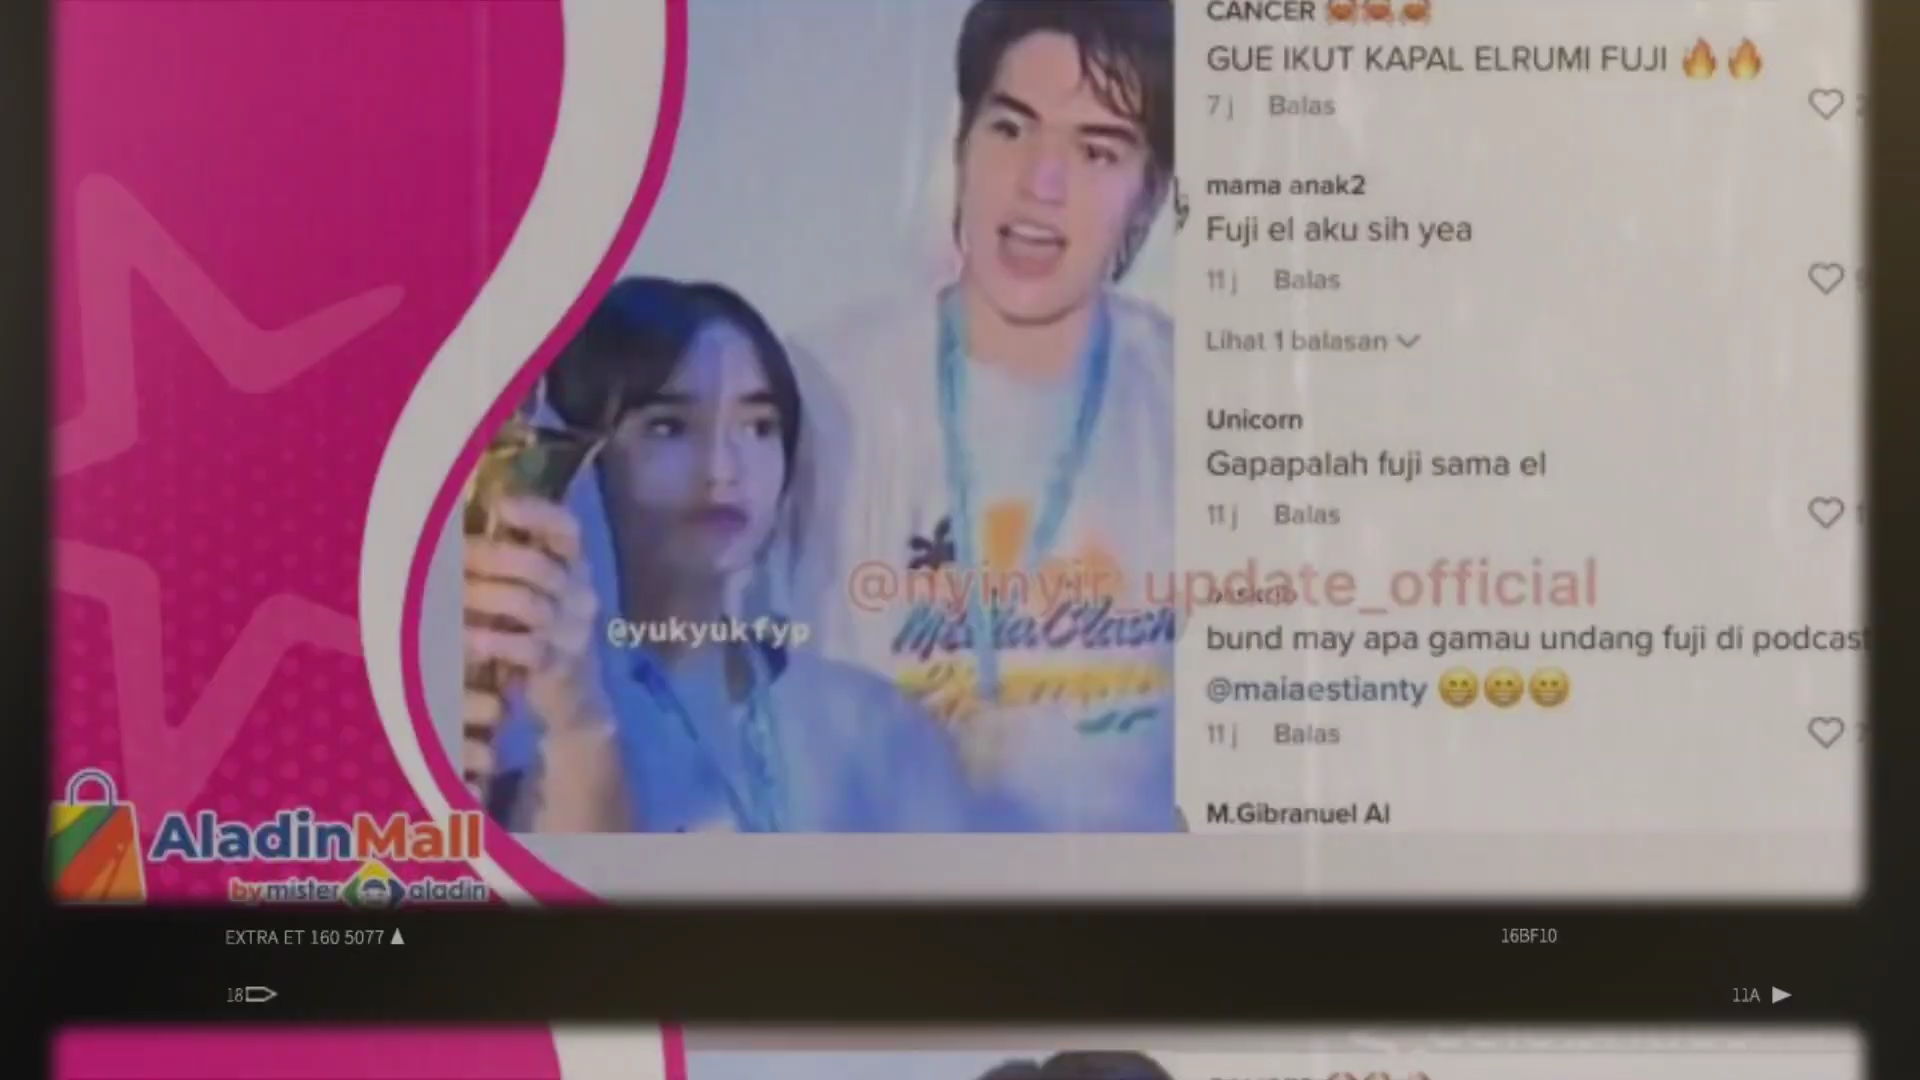 CANCER 🦀🦀🦀
GUE IKUT KAPAL ELRUMI FUJI 🔥🔥
7 j Balas
mama anak2
Fuji el aku sih yea
11 j Balas
Lihat 1 balasan
Unicorn
Gapapalah fuji sama el
11 j Balas
@nyinyir_update_official
@yukyukfyp
bund may apa gamau undang fuji di podcast
@maiaestianty 😁😁😁
11 j Balas
M.Gibranuel Al
AladinMall
by mister aladin
EXTRA ET 160 5077
16BF10
18
11A